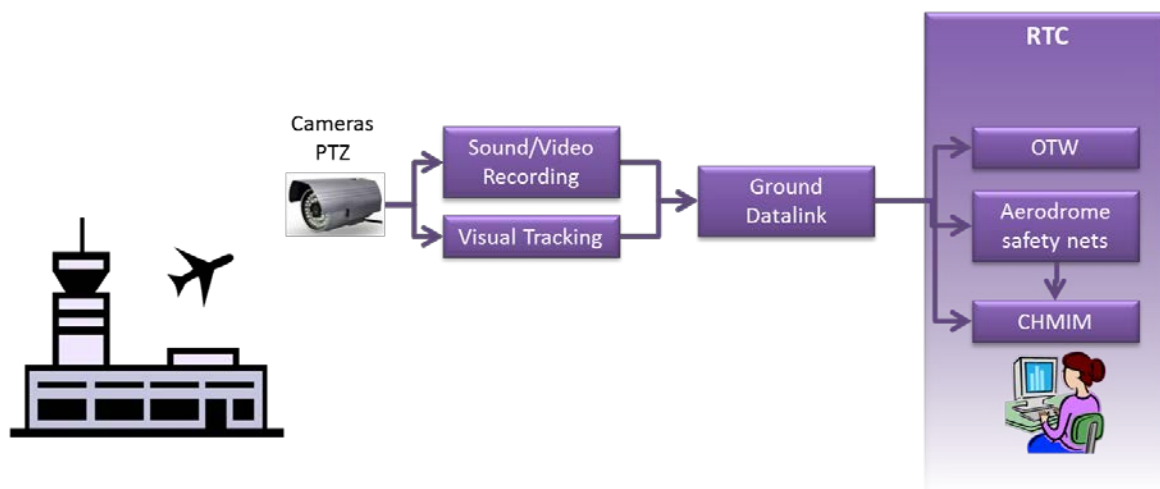 RTC
Cameras
PTZ
Sound/Video
Recording
Visual Tracking
Ground
Datalink
OTW
Aerodrome
safety nets
CHMIM